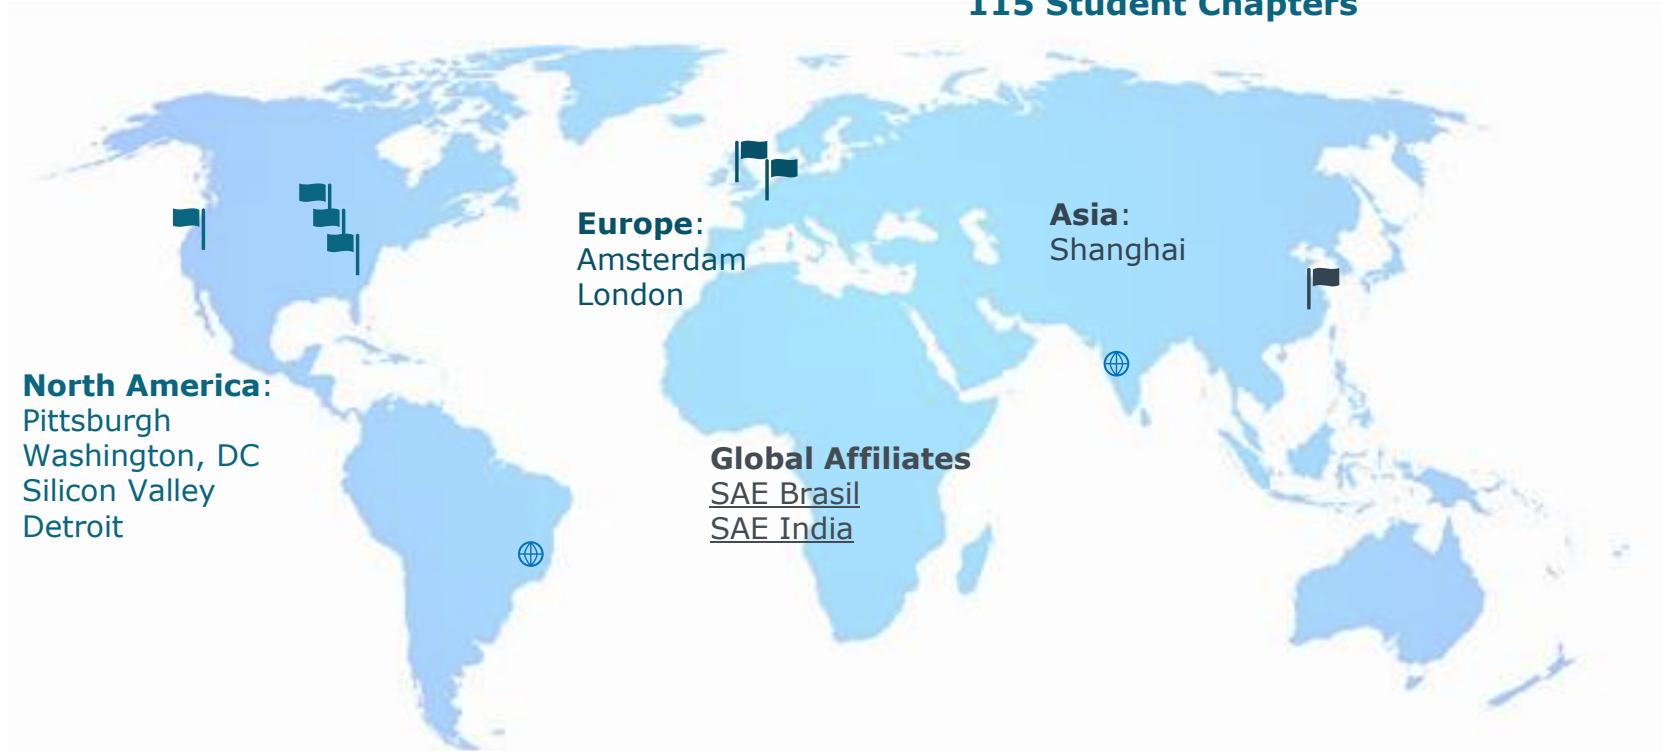 115 Student Chapters
Europe:
Amsterdam
London
Asia:
Shanghai
North America:
Pittsburgh
Washington, DC
Silicon Valley
Detroit
Global Affiliates
SAE Brasil
SAE India